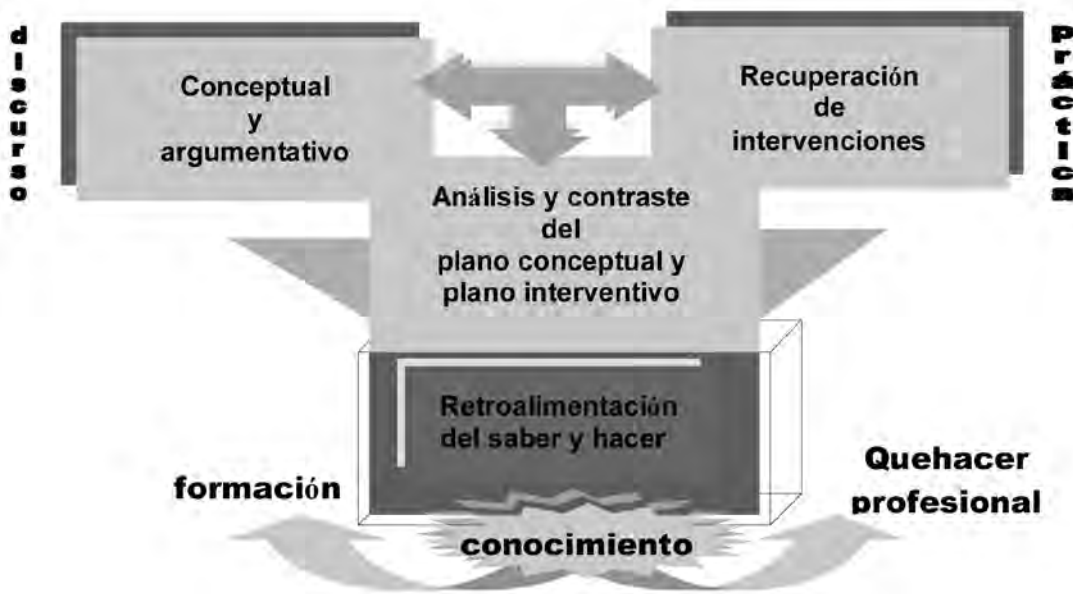 discurso
Conceptual
y
argumentativo
Recuperación
de
intervenciones
práctica
Análisis y contraste
del
plano conceptual y
plano interventivo
Retroalimentación
del saber y hacer
formación
Quehacer
profesional
conocimiento